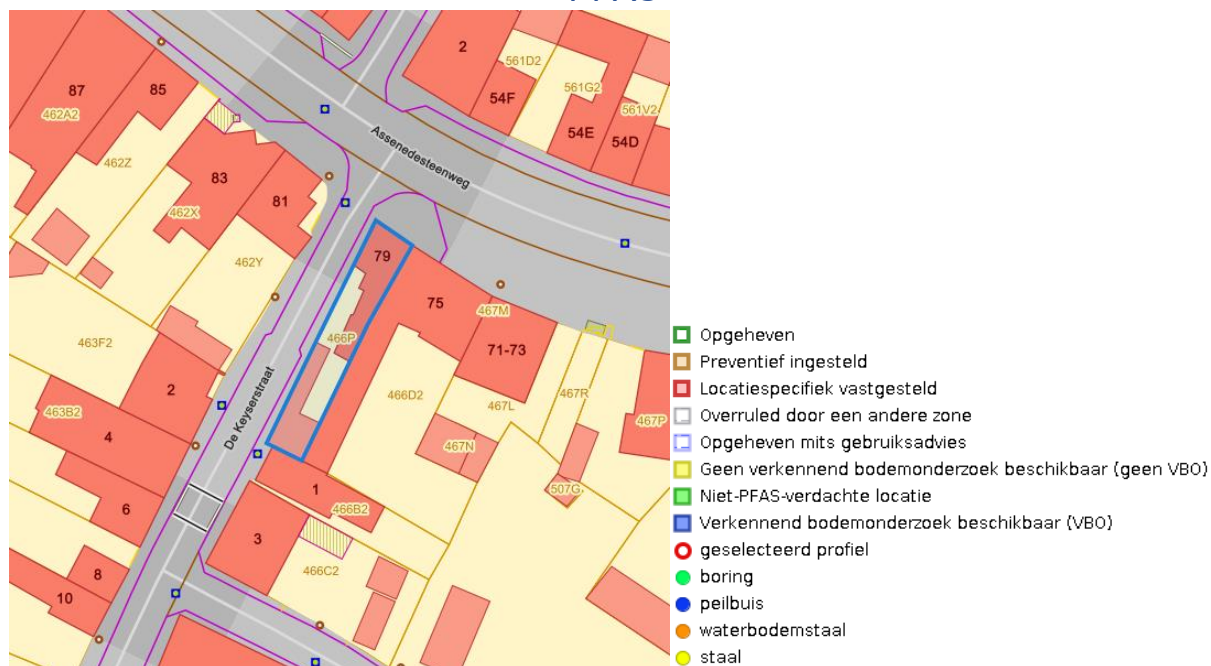 2
561D2
561G2
561V2
54F
54E
54D
87
85
462A2
462Z
Assenedesteenweg
83
81
462X
462Y
79
75
467M
71-73
466P
463F2
466D2
467L
467R
467P
2
De Keyserstraat
463B2
4
467N
507G
1
466B2
6
3
8
466C2
10
Opgeheven
Preventief ingesteld
Locatiespecifiek vastgesteld
Overruled door een andere zone
Opgeheven mits gebruiksadvies
Geen verkennend bodemonderzoek beschikbaar (geen VBO)
Niet-PFAS-verdachte locatie
Verkennend bodemonderzoek beschikbaar (VBO)
geselecteerd profiel
boring
peilbuis
waterbodemstaal
staal